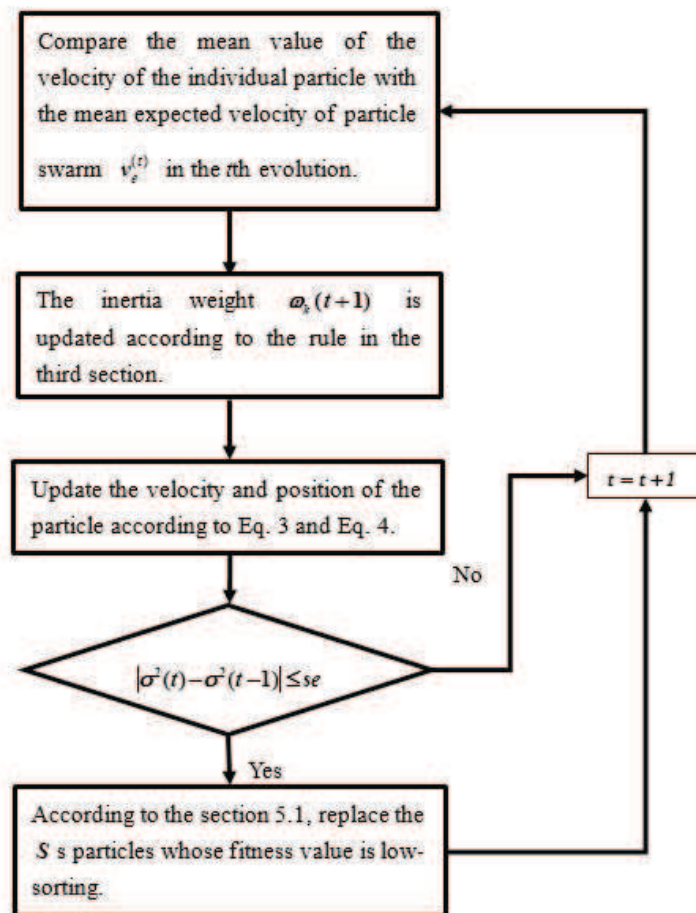 Compare the mean value of the
velocity of the individual particle with
the mean expected velocity of particle
swarm v_e^{(t)} in the tth evolution.
The inertia weight ϖ_s(t+1) is
updated according to the rule in the
third section.
t = t+1
Update the velocity and position of the
particle according to Eq. 3 and Eq. 4.
No
|σ²(t)−σ²(t−1)|≤se
Yes
According to the section 5.1, replace the
S s particles whose fitness value is low-
sorting.